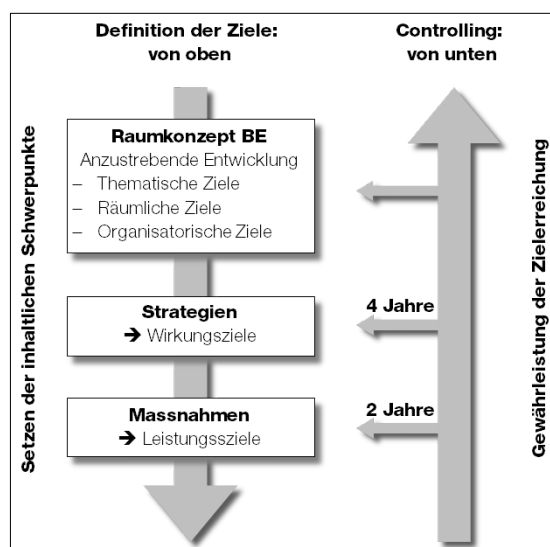 Definition der Ziele:
von oben
Controlling:
von unten
Setzen der inhaltlichen Schwerpunkte
Raumkonzept BE
Anzustrebende Entwicklung
– Thematische Ziele
– Räumliche Ziele
– Organisatorische Ziele
Strategien
➔ Wirkungsziele
4 Jahre
Massnahmen
➔ Leistungssziele
2 Jahre
Gewährleistung der Zielerreichung